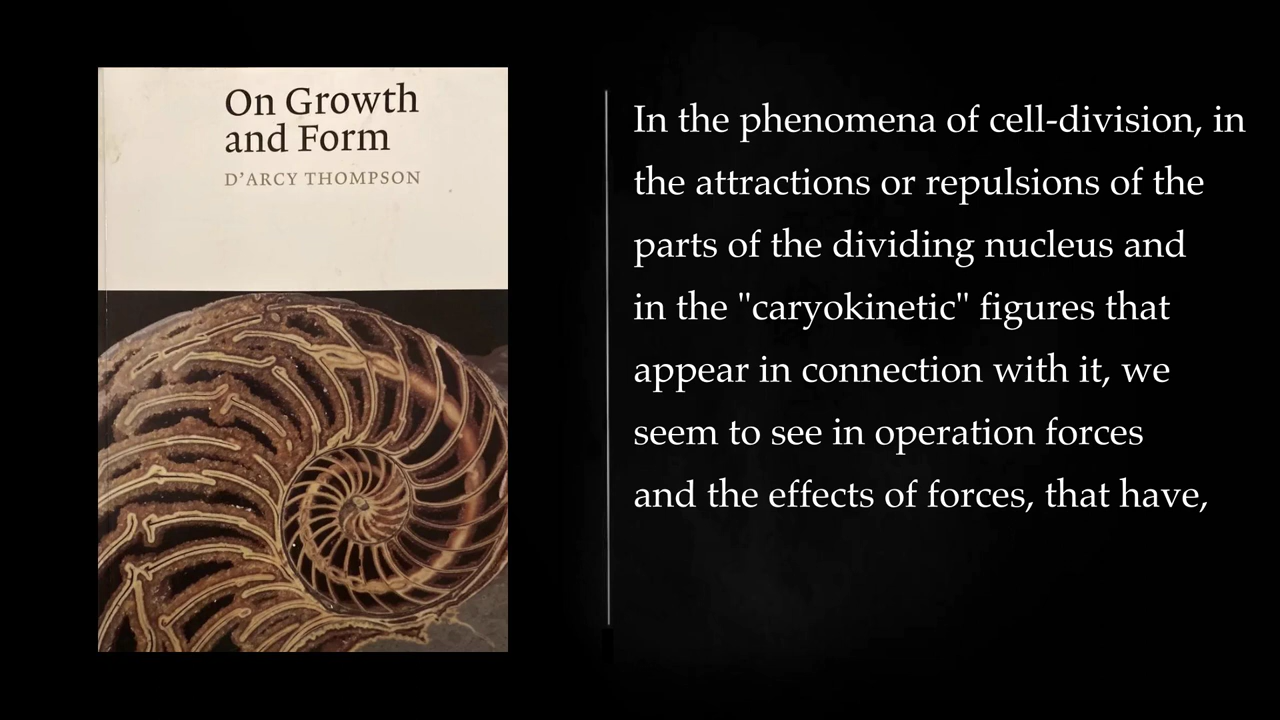 On Growth
and Form
D'ARCY THOMPSON
In the phenomena of cell-division, in
the attractions or repulsions of the
parts of the dividing nucleus and
in the "caryokinetic" figures that
appear in connection with it, we
seem to see in operation forces
and the effects of forces, that have,